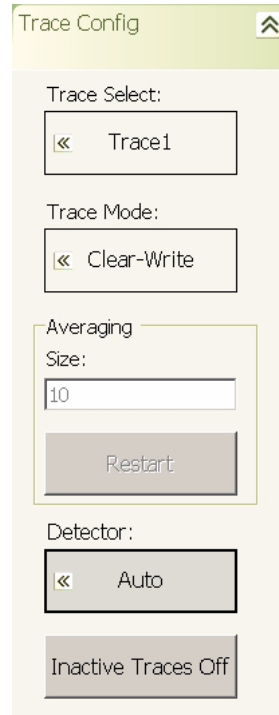 Trace Config
Trace Select:
Trace1
Trace Mode:
Clear-Write
Averaging
Size:
10
Restart
Detector:
Auto
Inactive Traces Off